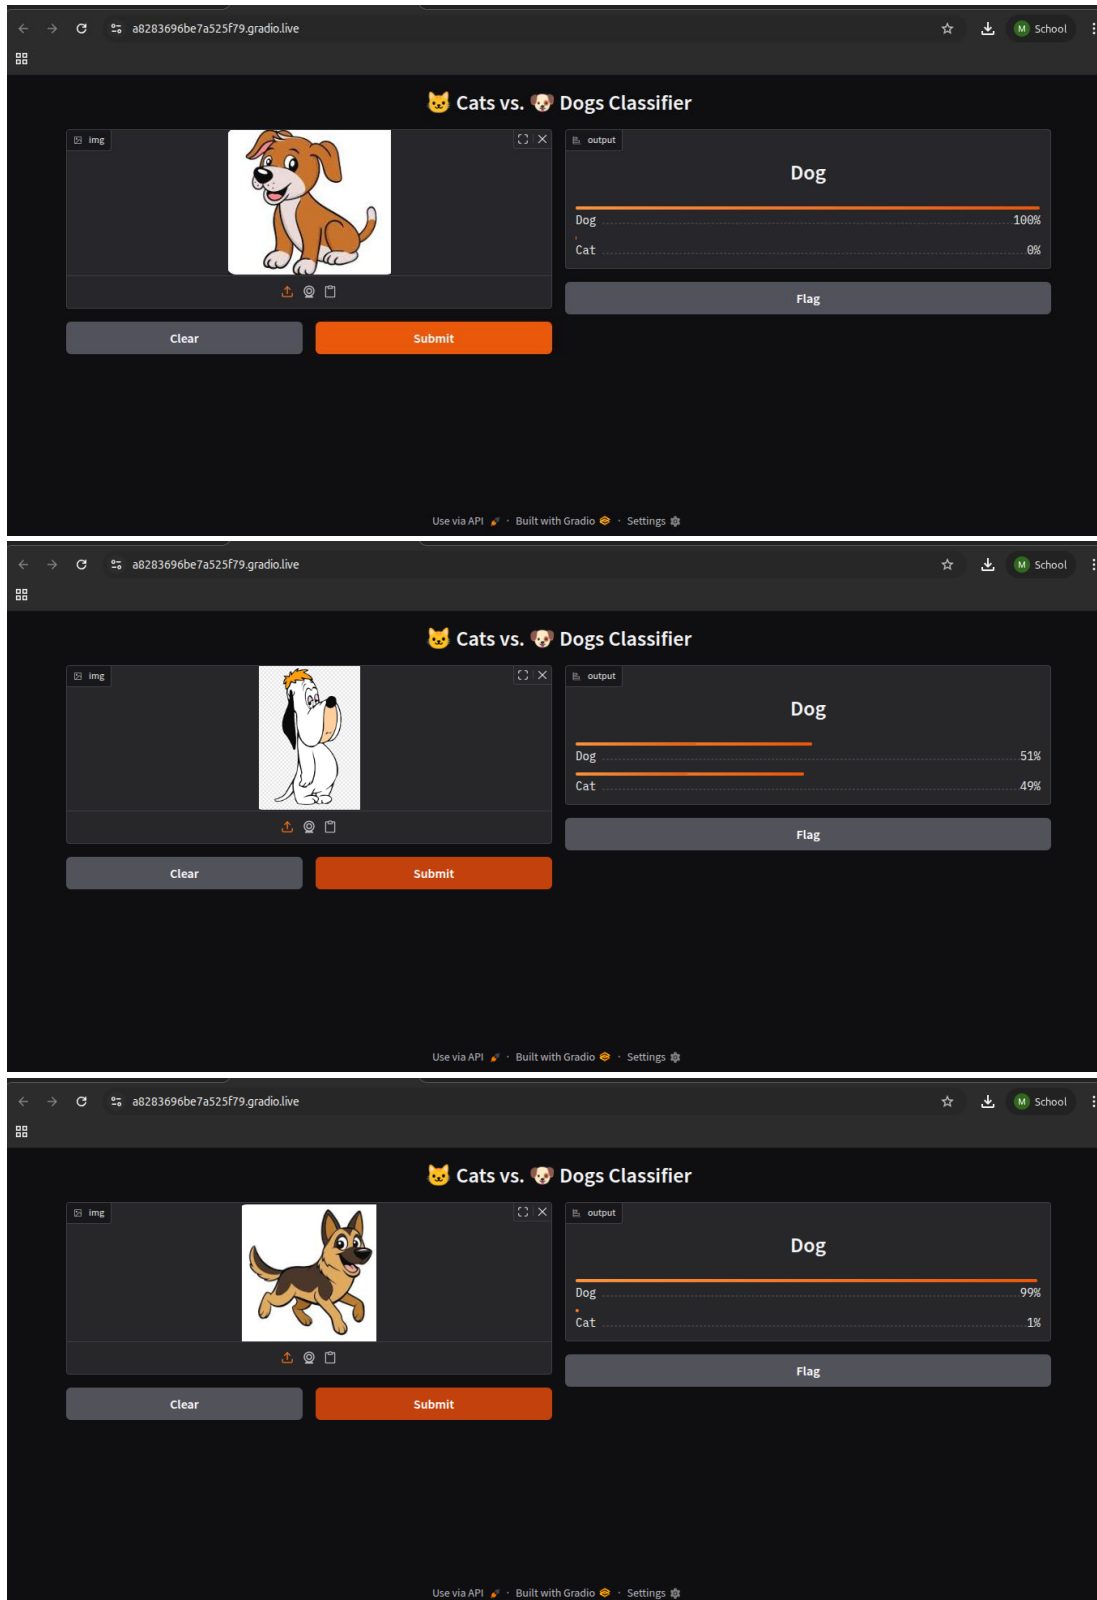 a8283696be7a525f79.gradio.live
M School
🐱 Cats vs. 🐶 Dogs Classifier
img
output
Dog
Dog 100%
Cat 0%
Flag
Clear
Submit
Use via API · Built with Gradio · Settings
a8283696be7a525f79.gradio.live
M School
🐱 Cats vs. 🐶 Dogs Classifier
img
output
Dog
Dog 51%
Cat 49%
Flag
Clear
Submit
Use via API · Built with Gradio · Settings
a8283696be7a525f79.gradio.live
M School
🐱 Cats vs. 🐶 Dogs Classifier
img
output
Dog
Dog 99%
Cat 1%
Flag
Clear
Submit
Use via API · Built with Gradio · Settings